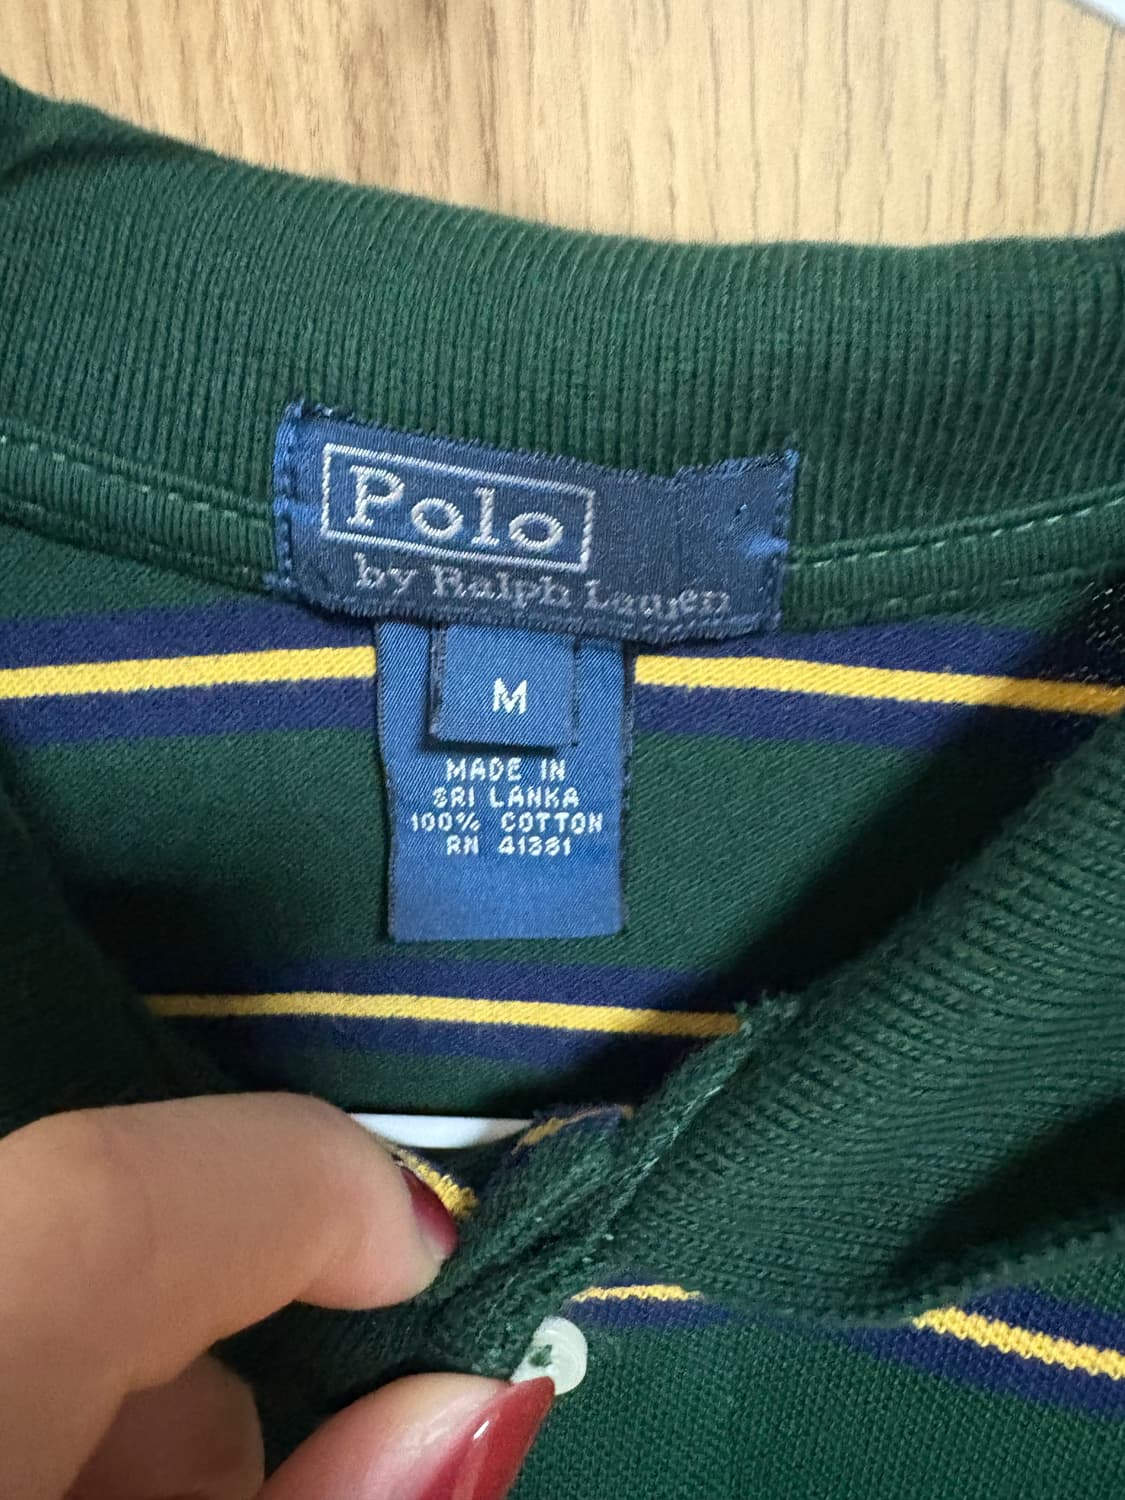 Polo
by Ralph Lauren
M
MADE IN
SRI LANKA
100% COTTON
RN 41381